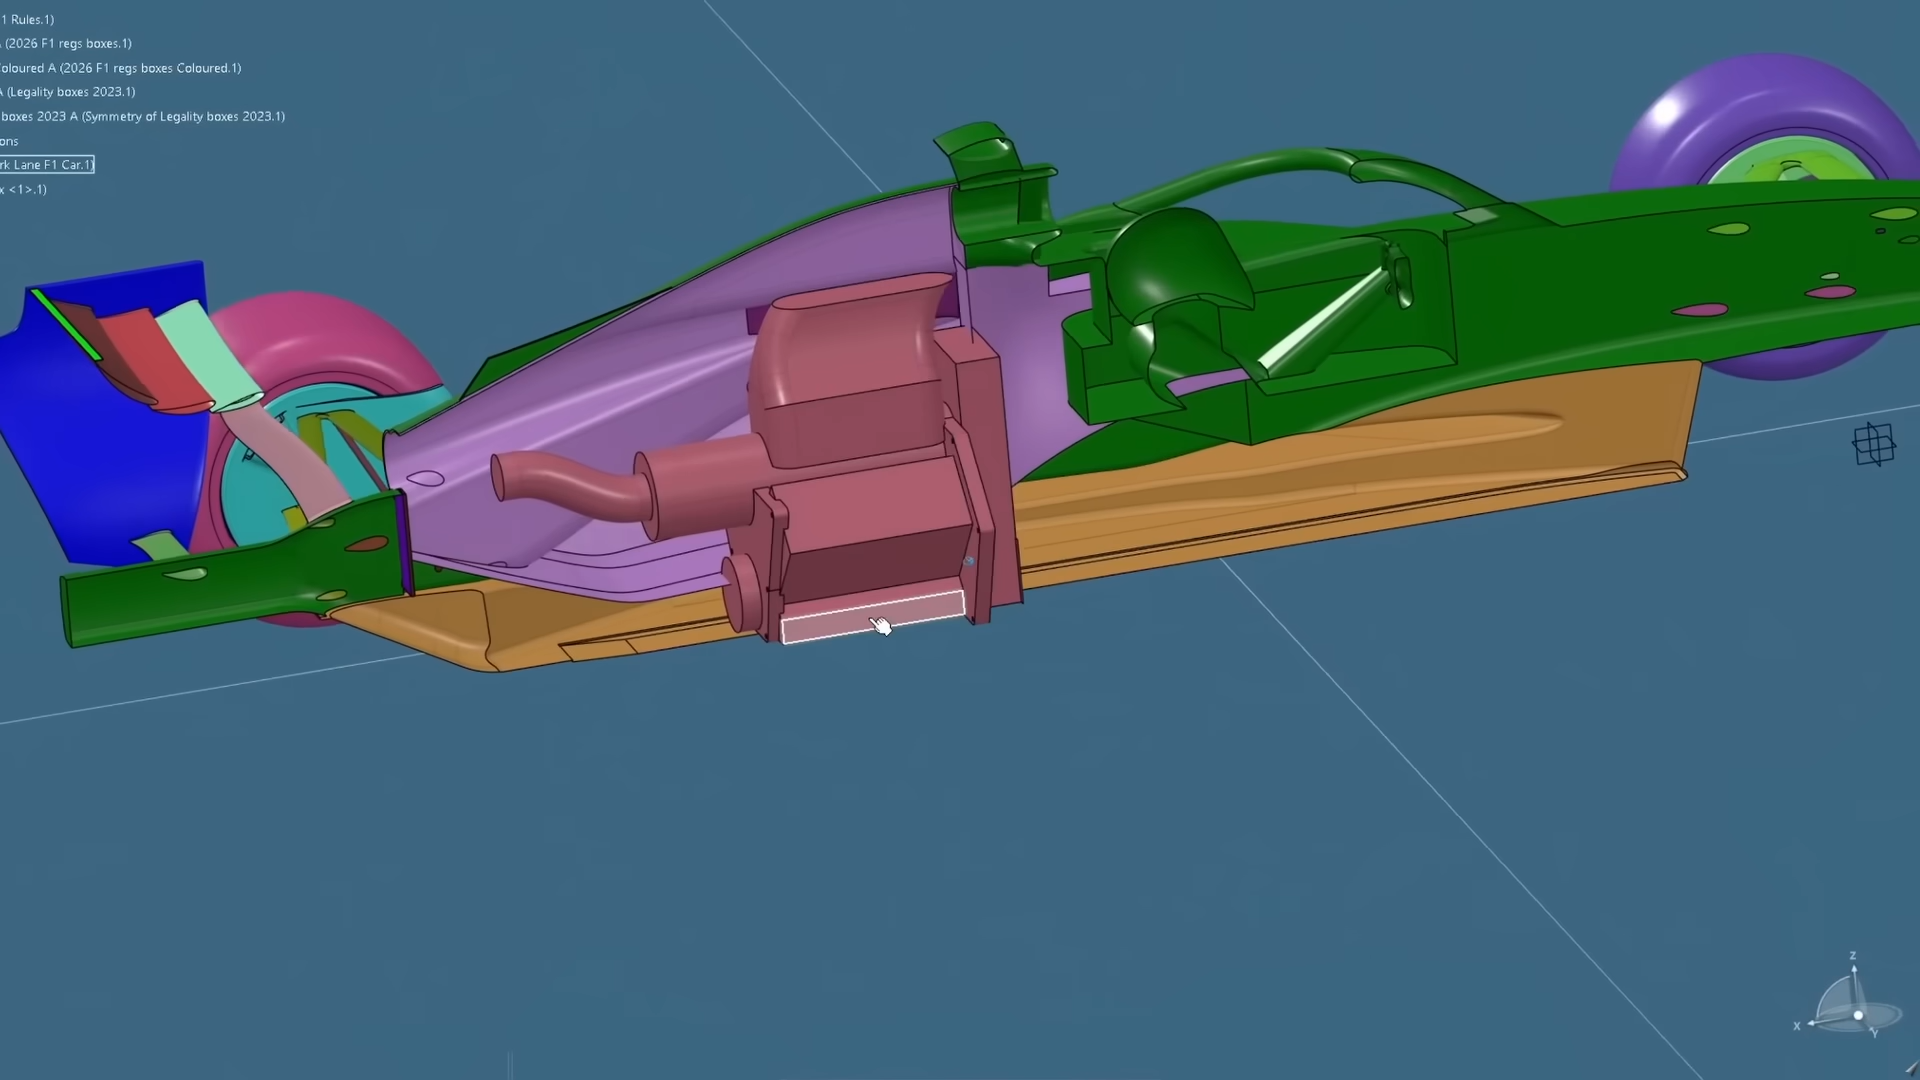 1 Rules.1)
(2026 F1 regs boxes.1)
Coloured A (2026 F1 regs boxes Coloured.1)
A (Legality boxes 2023.1)
boxes 2023 A (Symmetry of Legality boxes 2023.1)
ons
rk Lane F1 Car.1)
x <1>.1)
Z
X
Y